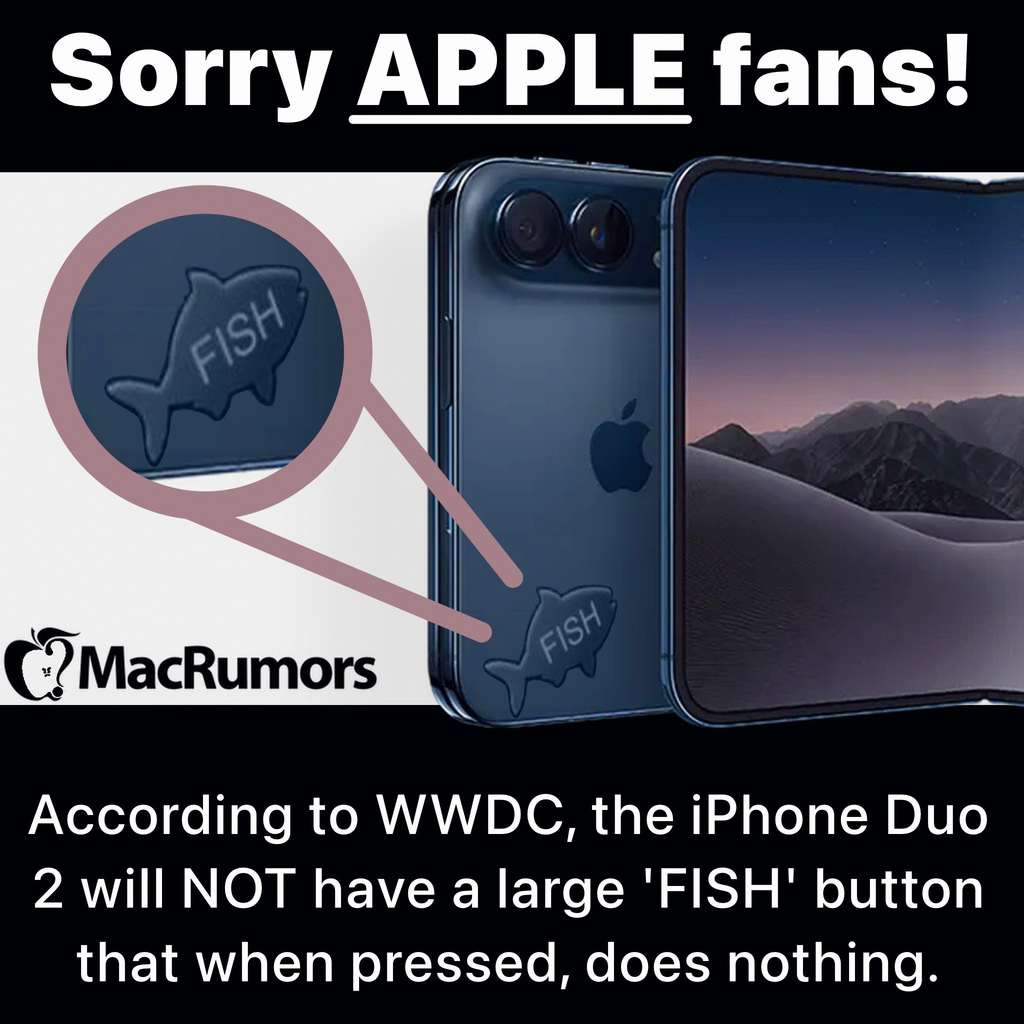 Sorry APPLE fans!
FISH
FISH
MacRumors
According to WWDC, the iPhone Duo
2 will NOT have a large 'FISH' button
that when pressed, does nothing.